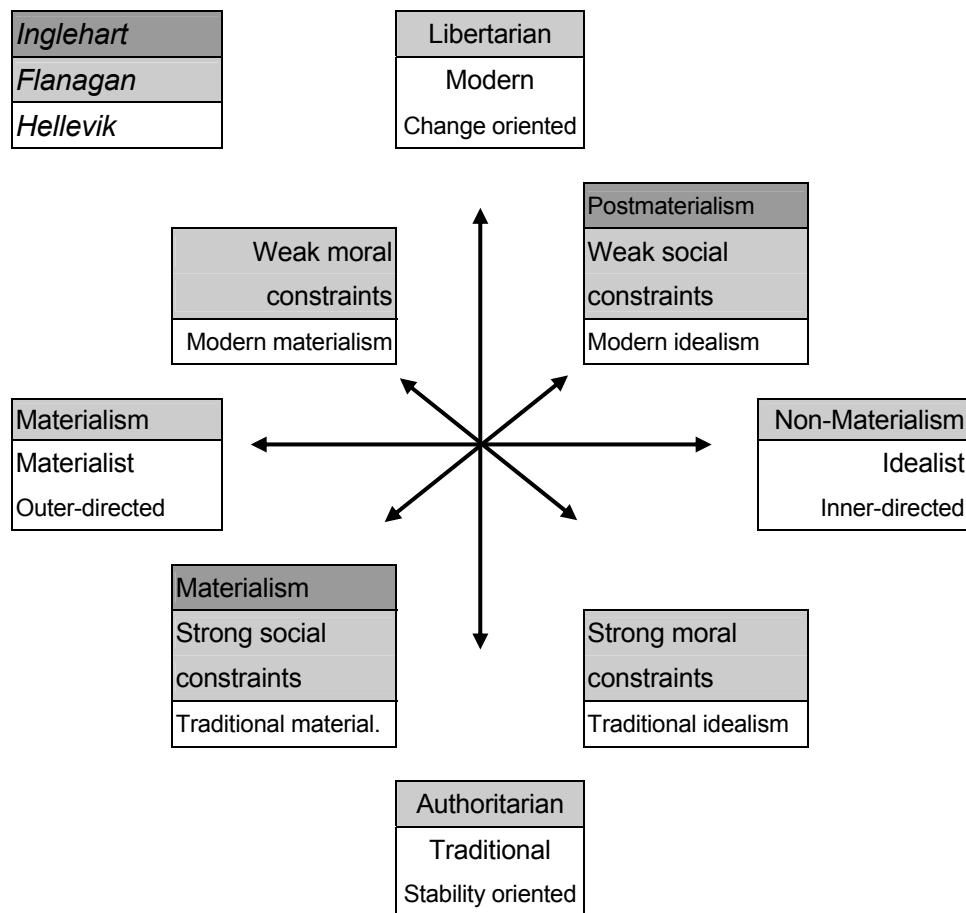 Inglehart
Flanagan
Hellevik
Libertarian
Modern
Change oriented
Weak moral
constraints
Modern materialism
Postmaterialism
Weak social
constraints
Modern idealism
Materialism
Materialist
Outer-directed
Non-Materialism
Idealist
Inner-directed
Materialism
Strong social
constraints
Traditional material.
Strong moral
constraints
Traditional idealism
Authoritarian
Traditional
Stability oriented